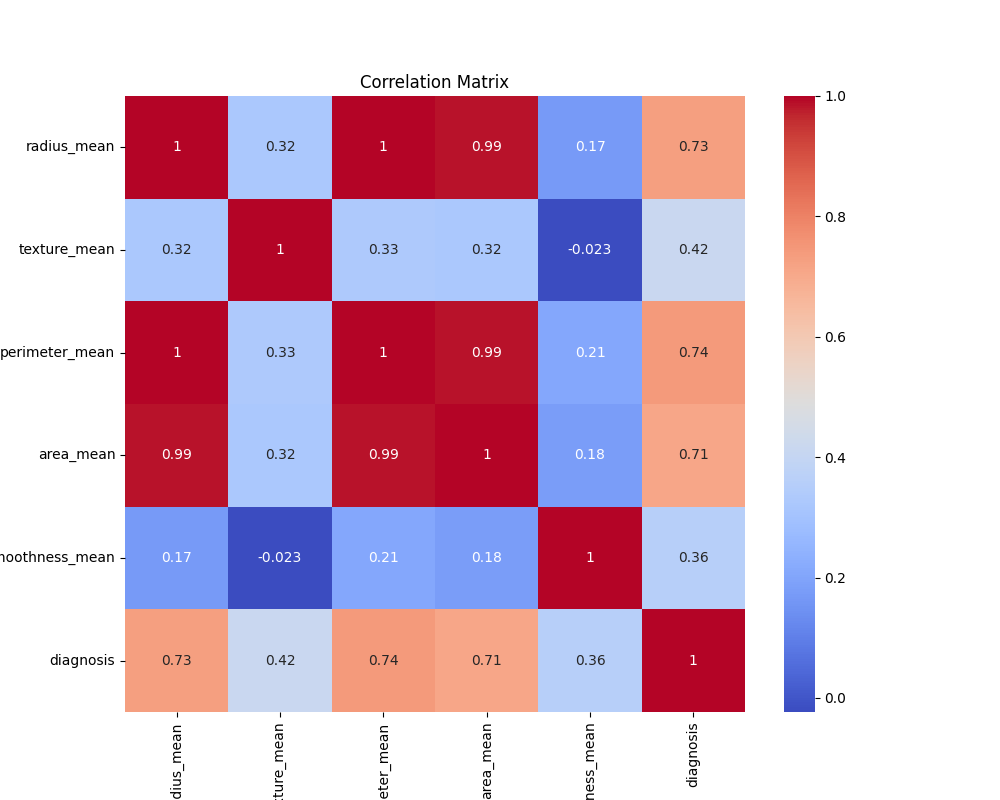 Correlation Matrix
radius_mean 1 0.32 1 0.99 0.17 0.73
texture_mean 0.32 1 0.33 0.32 -0.023 0.42
perimeter_mean 1 0.33 1 0.99 0.21 0.74
area_mean 0.99 0.32 0.99 1 0.18 0.71
moothness_mean 0.17 -0.023 0.21 0.18 1 0.36
diagnosis 0.73 0.42 0.74 0.71 0.36 1
dius_mean
ture_mean
eter_mean
area_mean
ness_mean
diagnosis
1.0
0.8
0.6
0.4
0.2
0.0